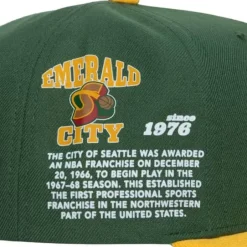 EMERALD
CITY
since
1976
THE CITY OF SEATTLE WAS AWARDED
AN NBA FRANCHISE ON DECEMBER
20, 1966, TO BEGIN PLAY IN THE
1967-68 SEASON. THIS ESTABLISHED
THE FIRST PROFESSIONAL SPORTS
FRANCHISE IN THE NORTHWESTERN
PART OF THE UNITED STATES.